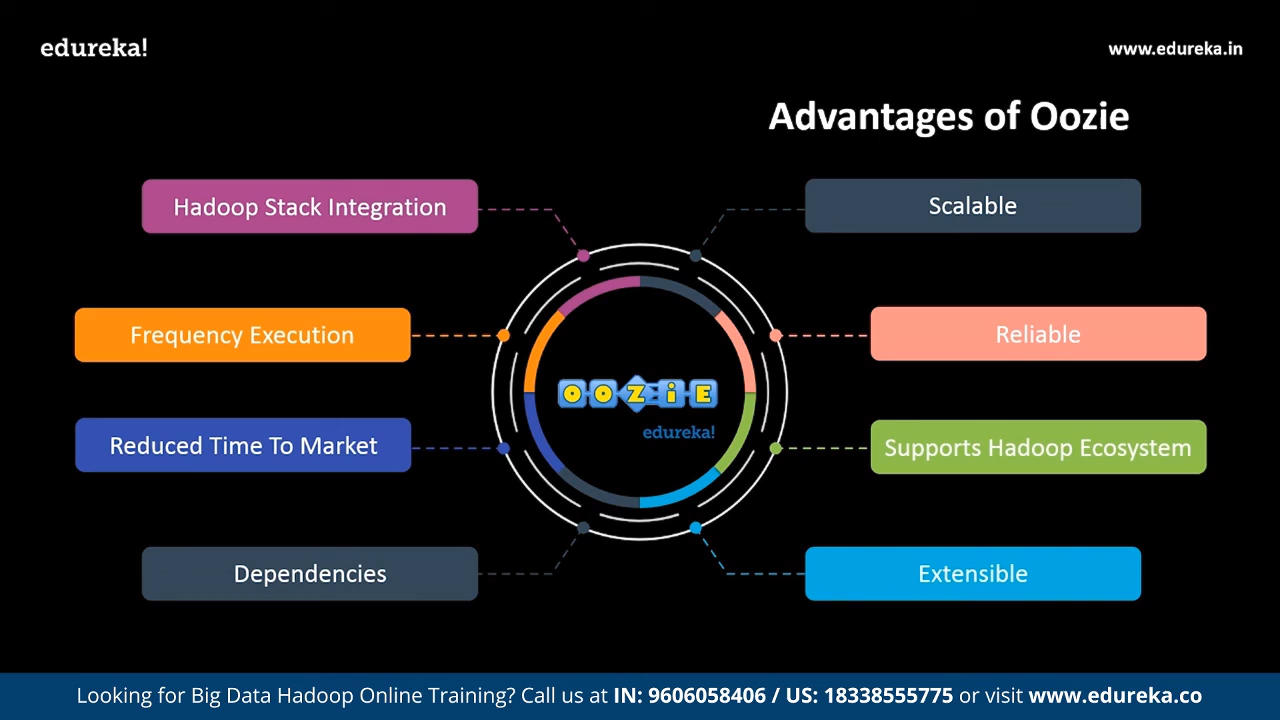 edureka!
www.edureka.in
Advantages of Oozie
Hadoop Stack Integration
Scalable
Frequency Execution
Reliable
OOZiE
edureka!
Reduced Time To Market
Supports Hadoop Ecosystem
Dependencies
Extensible
Looking for Big Data Hadoop Online Training? Call us at IN: 9606058406 / US: 18338555775 or visit www.edureka.co